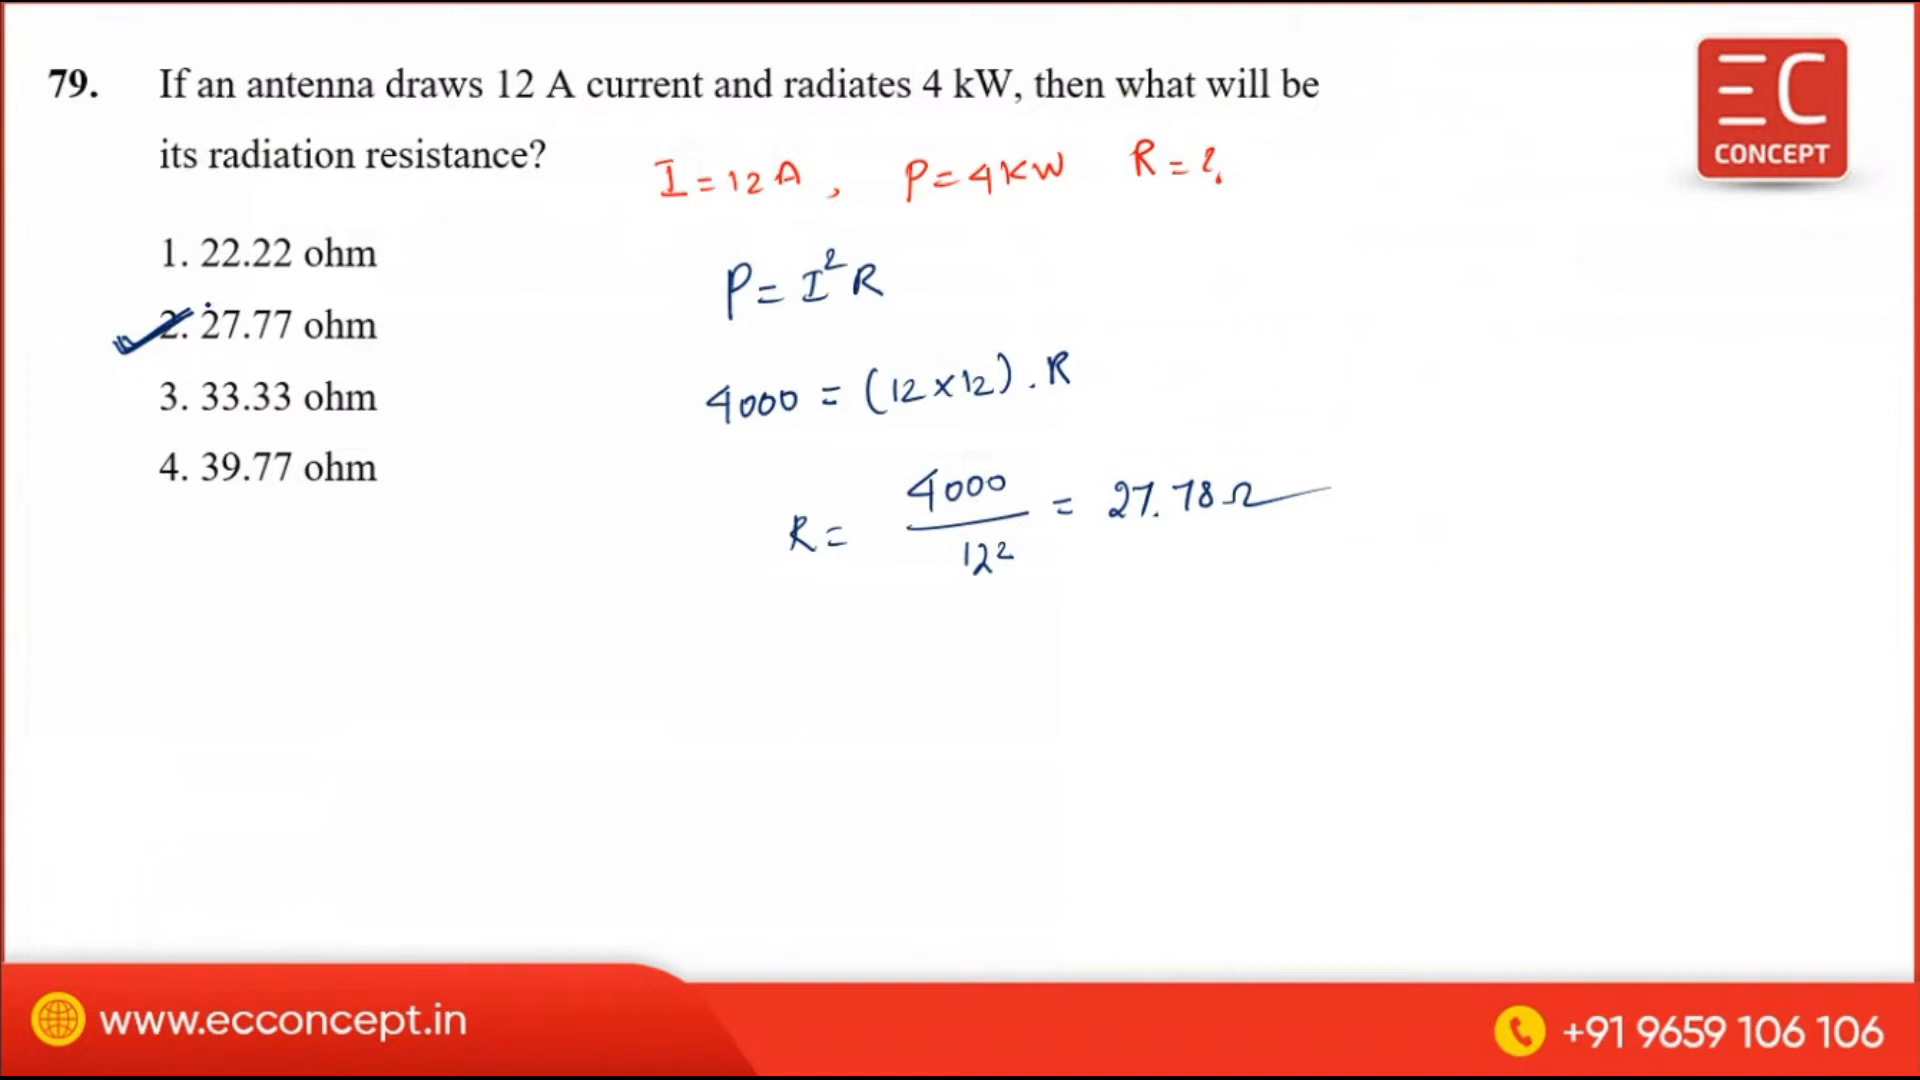 79. If an antenna draws 12 A current and radiates 4 kW, then what will be
its radiation resistance?
I = 12 A , P = 4 KW R = ?
1. 22.22 ohm
2. 27.77 ohm
3. 33.33 ohm
4. 39.77 ohm
P = I² R
4000 = (12 × 12) . R
R = 4000 / 12² = 27.78 Ω
EC
CONCEPT
www.ecconcept.in
+91 9659 106 106